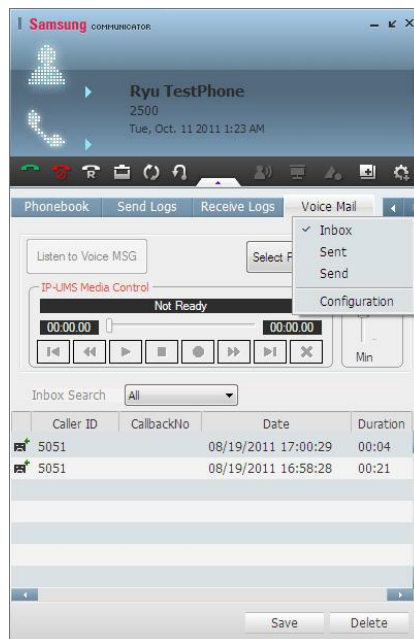 Samsung COMMUNICATOR
Ryu TestPhone
2500
Tue, Oct. 11 2011 1:23 AM
Phonebook Send Logs Receive Logs Voice Mail
Inbox
Sent
Send
Configuration
Listen to Voice MSG Select
IP-UMS Media Control
Not Ready
00:00.00 00:00.00
Min
Inbox Search All
Caller ID CallbackNo Date Duration
5051 08/19/2011 17:00:29 00:04
5051 08/19/2011 16:58:28 00:21
Save Delete